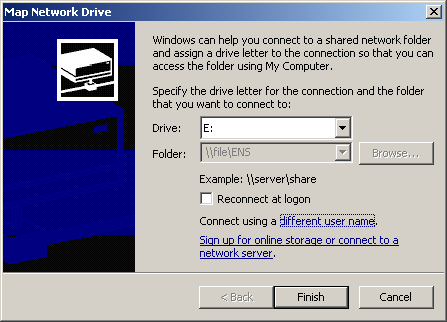 Map Network Drive
Windows can help you connect to a shared network folder
and assign a drive letter to the connection so that you can
access the folder using My Computer.
Specify the drive letter for the connection and the folder
that you want to connect to:
Drive: E:
Folder: \\file\ENS Browse...
Example: \\server\share
Reconnect at logon
Connect using a different user name.
Sign up for online storage or connect to a
network server.
< Back Finish Cancel